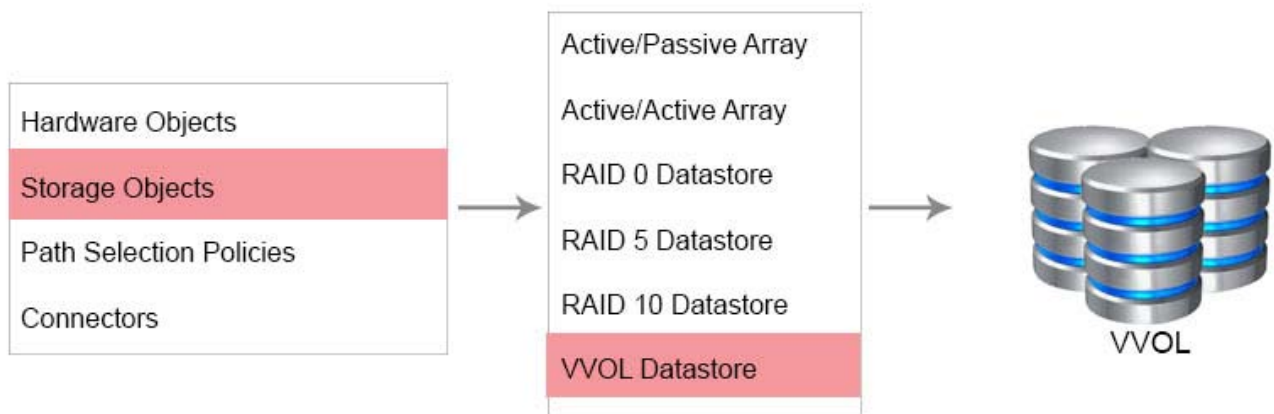 Hardware Objects
Storage Objects
Path Selection Policies
Connectors
Active/Passive Array
Active/Active Array
RAID 0 Datastore
RAID 5 Datastore
RAID 10 Datastore
VVOL Datastore
VVOL